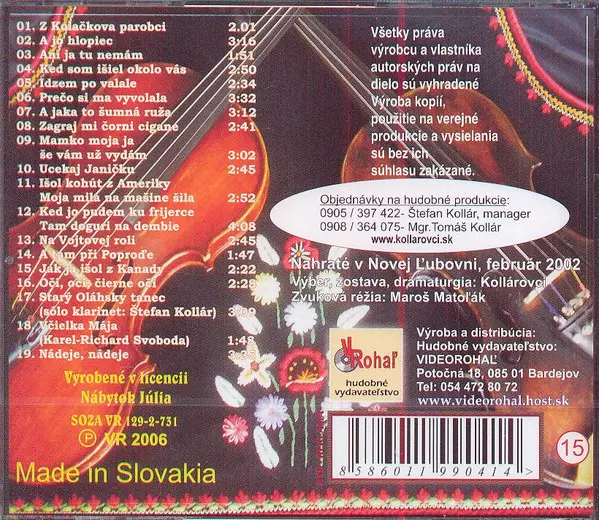 01. Z Kolačkova parobci 2.01
02. A jo hlopiec 3:16
03. Ani ja tu nemám 1:51
04. Keď som išiel okolo vás 2:50
05. Idzem po valale 2:34
06. Prečo si ma vyvolala 3:32
07. A jaka to šumná ruža 3:12
08. Zagraj mi čorni cigáne 2:41
09. Mamko moja ja
še vám už vydám 3:02
10. Ucekaj Janičku 2:45
11. Išol kohút z Ameriky
Moja milá na mašine šila 2:52
12. Ked jo pudem ku frijerce
Tam doguri na dembie 4:08
13. Na Vojtovej roli 2:45
14. A tam při Poproďe 1:47
15. Jak ja išol z Kanady 2:22
16. Oči, oči čierne oči 2:28
17. Starý Oláhsky tanec
(sólo klarinet: Štefan Kollár) 3:09
18. Včielka Mája
(Karel-Richard Svoboda) 1:48
19. Nádeje, nádeje
Vyrobené v licencii
Nábytok Júlia
SOZA VR 129-2-731
Ⓟ VR 2006
Made in Slovakia
Všetky práva
výrobcu a vlastníka
autorských práv na
dielo sú vyhradené
Výroba kopií,
použitie na verejné
produkcie a vysielania
sú bez ich
súhlasu zakázané.
Objednávky na hudobné produkcie:
0905 / 397 422- Štefan Kollár, manager
0908 / 364 075- Mgr.Tomáš Kollár
www.kollarovci.sk
Nahraté v Novej Ľubovni, február 2002
Výber, zostava, dramaturgia: Kollárovci
Zvuková réžia: Maroš Matoľák
VRohaľ
hudobné
vydavateľstvo
Výroba a distribúcia:
Hudobné vydavateľstvo:
VIDEOROHAĽ
Potočná 18, 085 01 Bardejov
Tel: 054 472 80 72
www.videorohal.host.sk
8 586011 990414 >
15